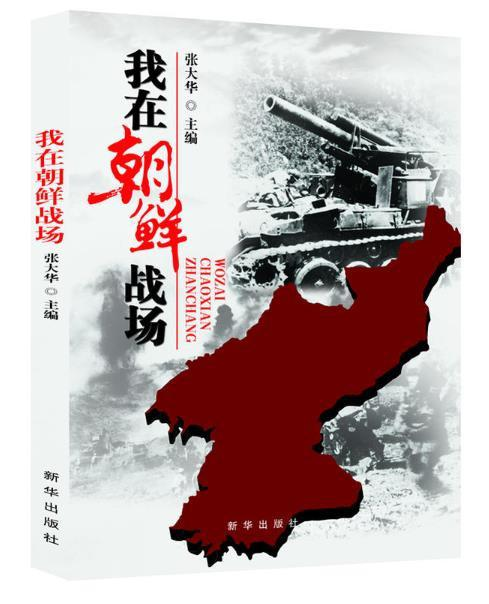 我在朝鲜战场
张大华 ◎ 主编
WOZAI
CHAOXIAN
ZHANCHANG
新华出版社
我在朝鲜战场
张大华 ◎ 主编
新华出版社